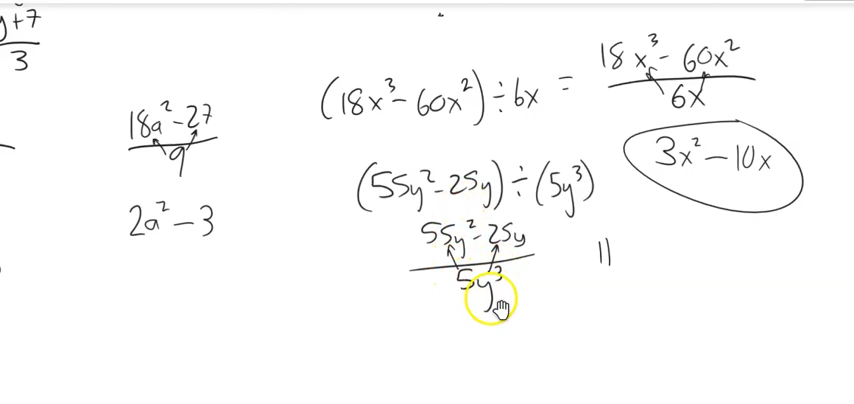 y+7
3
18a² - 27
9
2a² - 3
(18x³ - 60x²) ÷ 6x = 
18x³ - 60x²
6x
3x² - 10x
(55y² - 25y) ÷ (5y³)
55y² - 25y
5y³
11